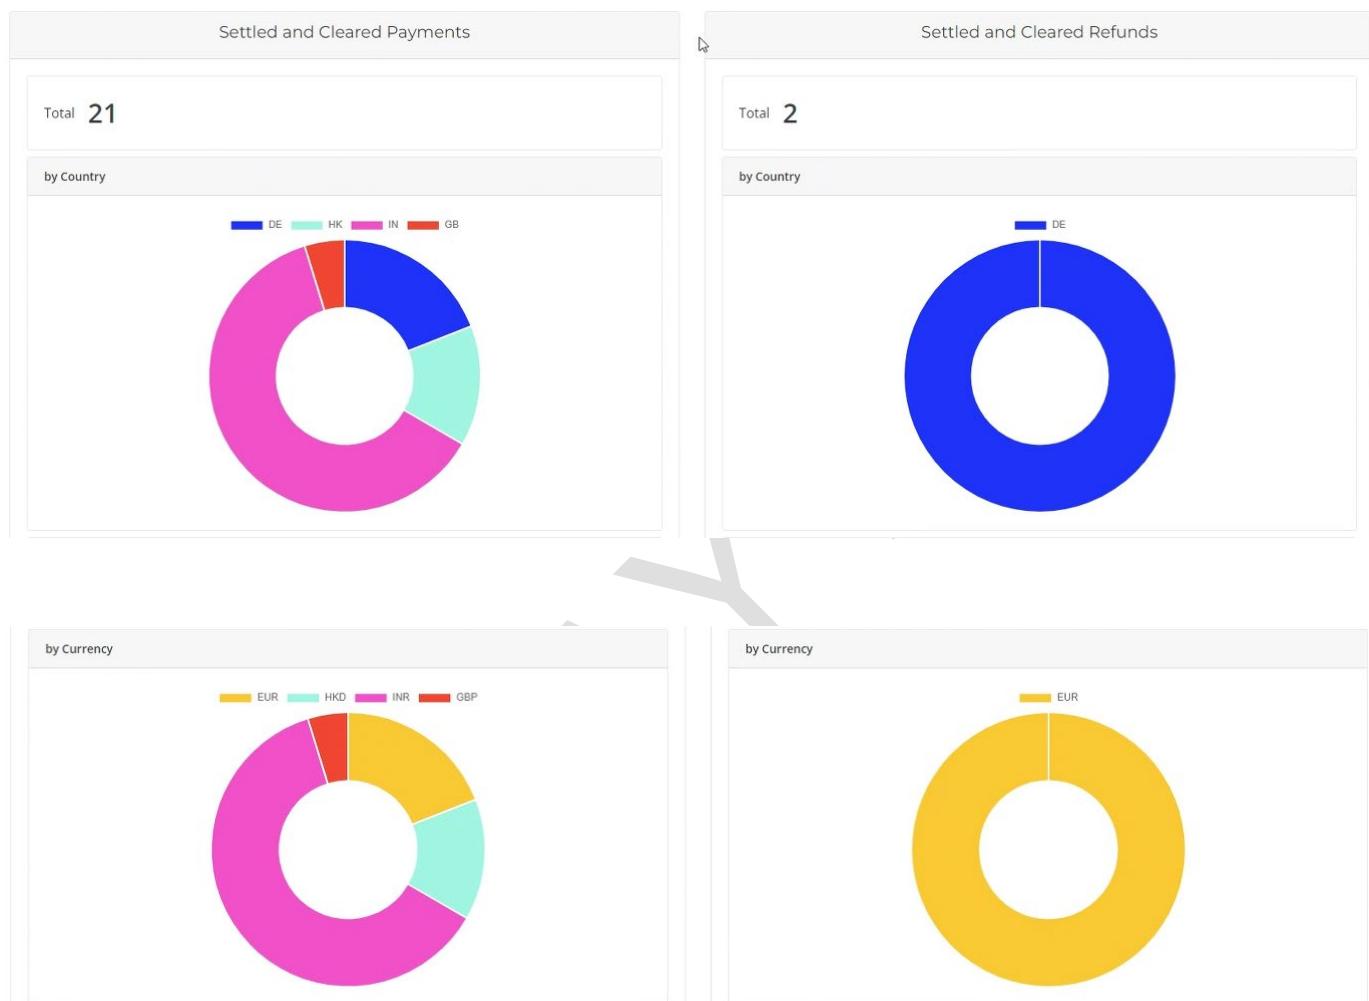 Settled and Cleared Payments
Total 21
by Country
DE HK IN GB
Settled and Cleared Refunds
Total 2
by Country
DE
Y
by Currency
EUR HKD INR GBP
by Currency
EUR